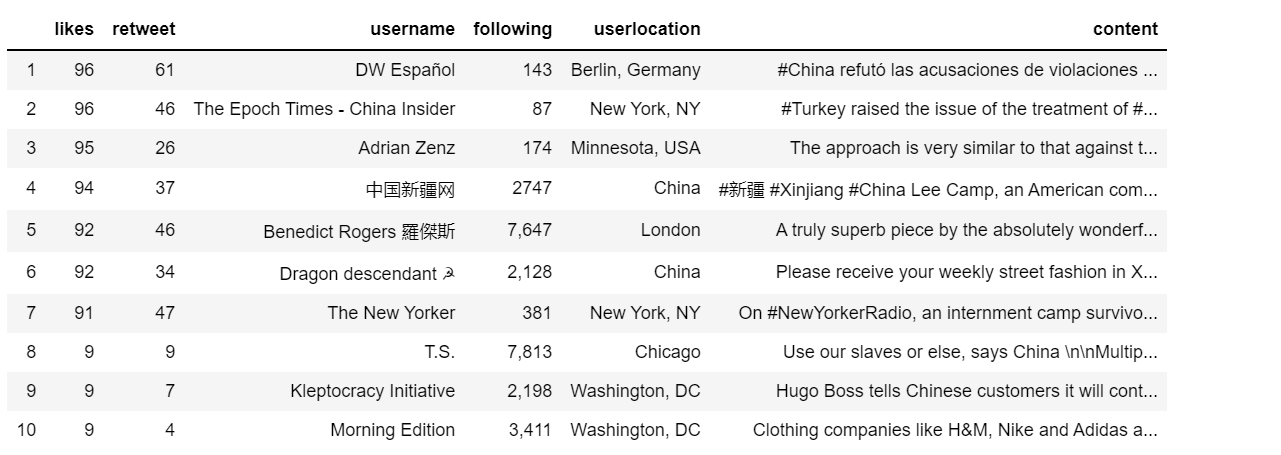 likes retweet username following userlocation content
1 96 61 DW Español 143 Berlin, Germany #China refutó las acusaciones de violaciones ...
2 96 46 The Epoch Times - China Insider 87 New York, NY #Turkey raised the issue of the treatment of #...
3 95 26 Adrian Zenz 174 Minnesota, USA The approach is very similar to that against t...
4 94 37 中国新疆网 2747 China #新疆 #Xinjiang #China Lee Camp, an American com...
5 92 46 Benedict Rogers 羅傑斯 7,647 London A truly superb piece by the absolutely wonderf...
6 92 34 Dragon descendant ☭ 2,128 China Please receive your weekly street fashion in X...
7 91 47 The New Yorker 381 New York, NY On #NewYorkerRadio, an internment camp survivo...
8 9 9 T.S. 7,813 Chicago Use our slaves or else, says China \n\nMultip...
9 9 7 Kleptocracy Initiative 2,198 Washington, DC Hugo Boss tells Chinese customers it will cont...
10 9 4 Morning Edition 3,411 Washington, DC Clothing companies like H&M, Nike and Adidas a...